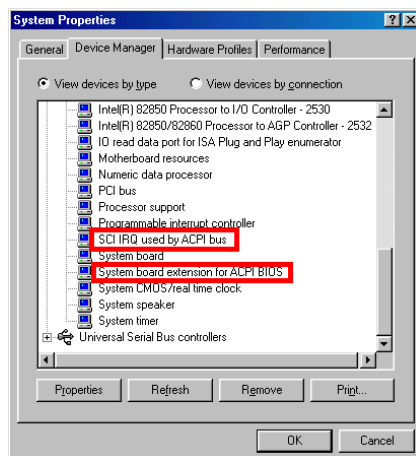 System Properties
General Device Manager Hardware Profiles Performance
View devices by type View devices by connection
Intel(R) 82850 Processor to I/O Controller - 2530
Intel(R) 82850/82860 Processor to AGP Controller - 2532
IO read data port for ISA Plug and Play enumerator
Motherboard resources
Numeric data processor
PCI bus
Processor support
Programmable interrupt controller
SCI IRQ used by ACPI bus
System board
System board extension for ACPI BIOS
System CMOS/real time clock
System speaker
System timer
Universal Serial Bus controllers
Properties Refresh Remove Print...
OK Cancel